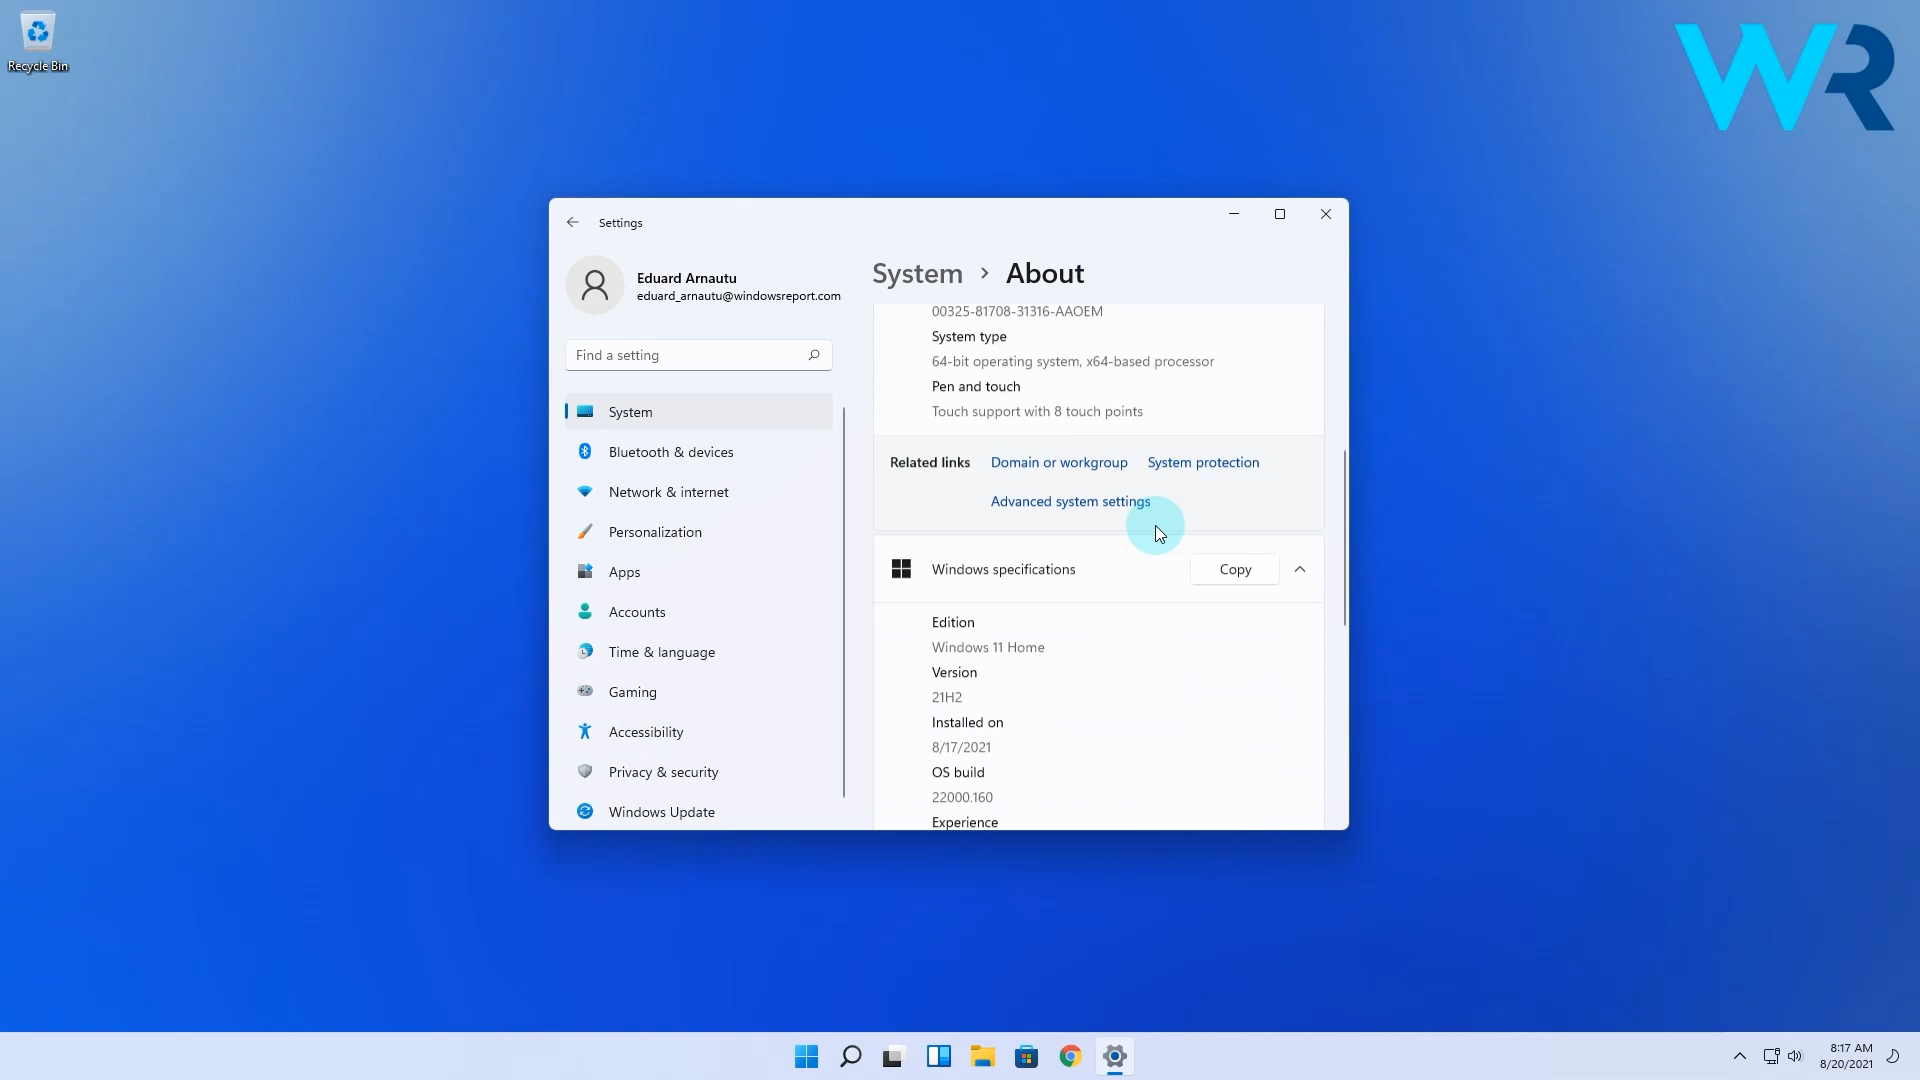 Recycle Bin
WR
Settings
Eduard Arnautu
eduard_arnautu@windowsreport.com
Find a setting
System
Bluetooth & devices
Network & internet
Personalization
Apps
Accounts
Time & language
Gaming
Accessibility
Privacy & security
Windows Update
System › About
00325-81708-31316-AAOEM
System type
64-bit operating system, x64-based processor
Pen and touch
Touch support with 8 touch points
Related links Domain or workgroup System protection
Advanced system settings
Windows specifications Copy
Edition
Windows 11 Home
Version
21H2
Installed on
8/17/2021
OS build
22000.160
Experience
8:17 AM
8/20/2021